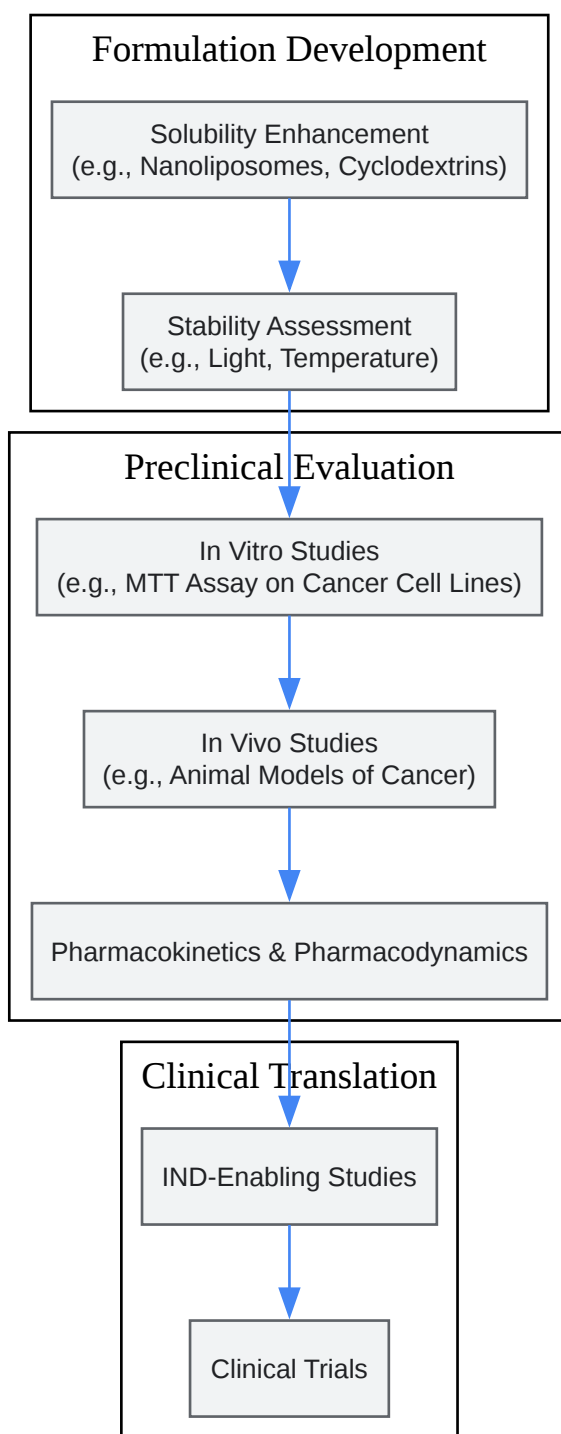 Formulation Development
Solubility Enhancement
(e.g., Nanoliposomes, Cyclodextrins)
Stability Assessment
(e.g., Light, Temperature)
Preclinical Evaluation
In Vitro Studies
(e.g., MTT Assay on Cancer Cell Lines)
In Vivo Studies
(e.g., Animal Models of Cancer)
Pharmacokinetics & Pharmacodynamics
Clinical Translation
IND-Enabling Studies
Clinical Trials